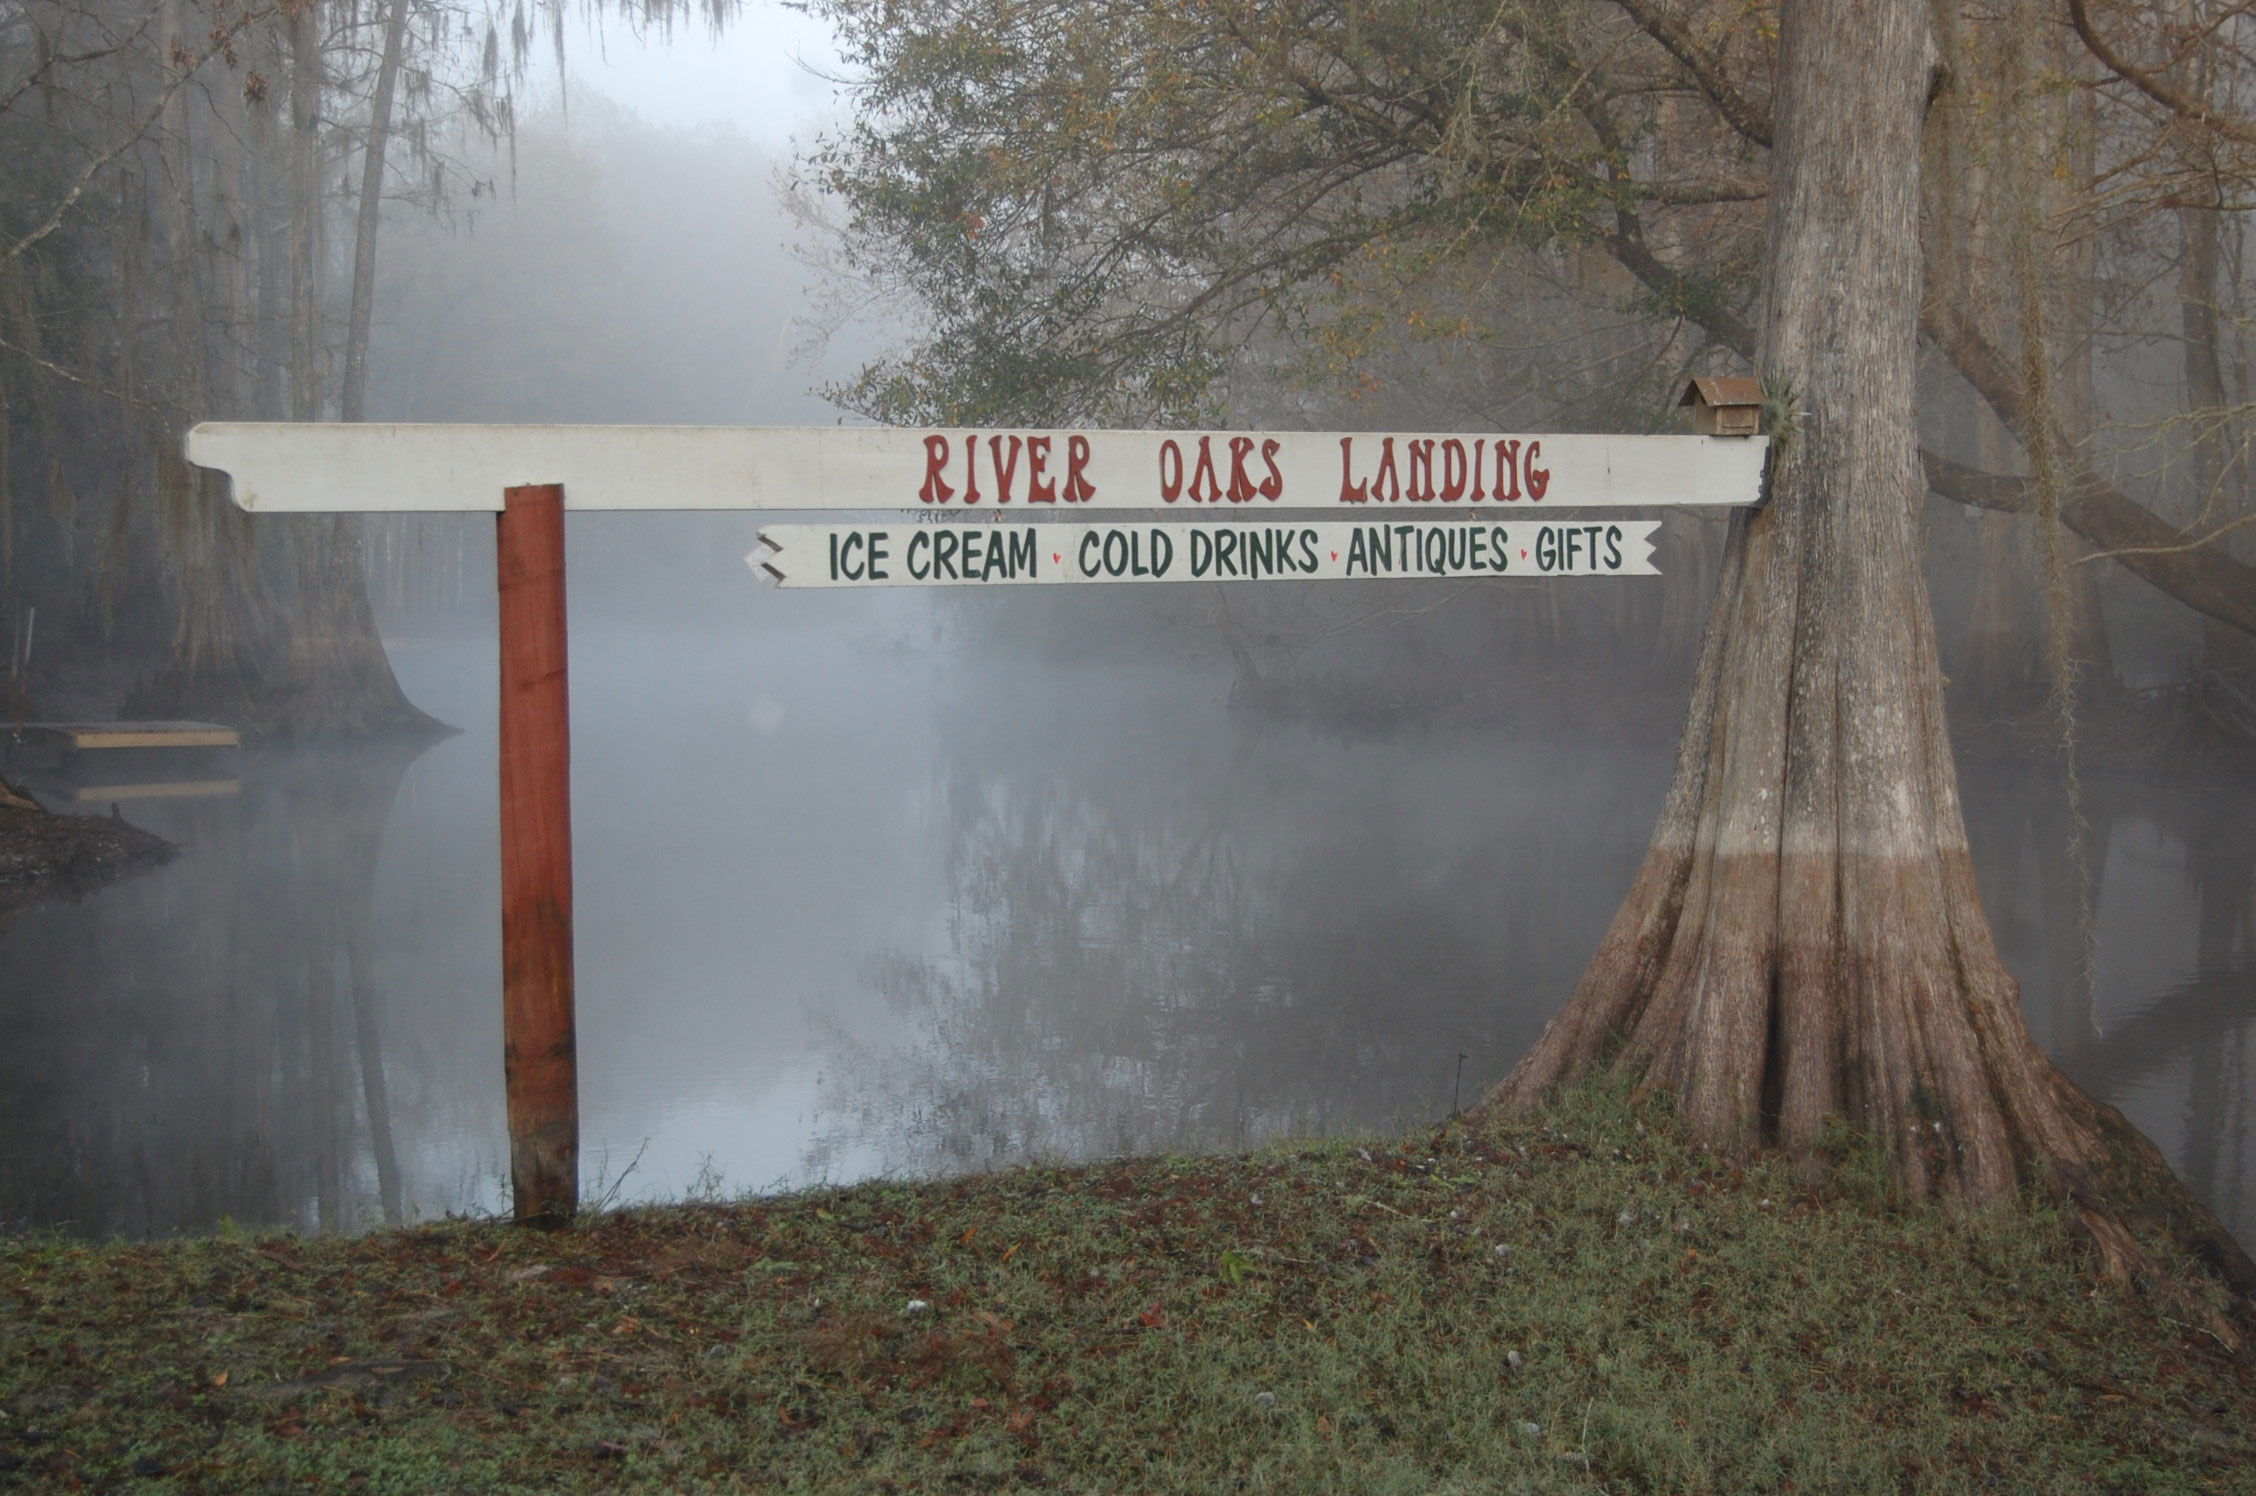 RIVER OAKS LANDING
ICE CREAM · COLD DRINKS · ANTIQUES · GIFTS